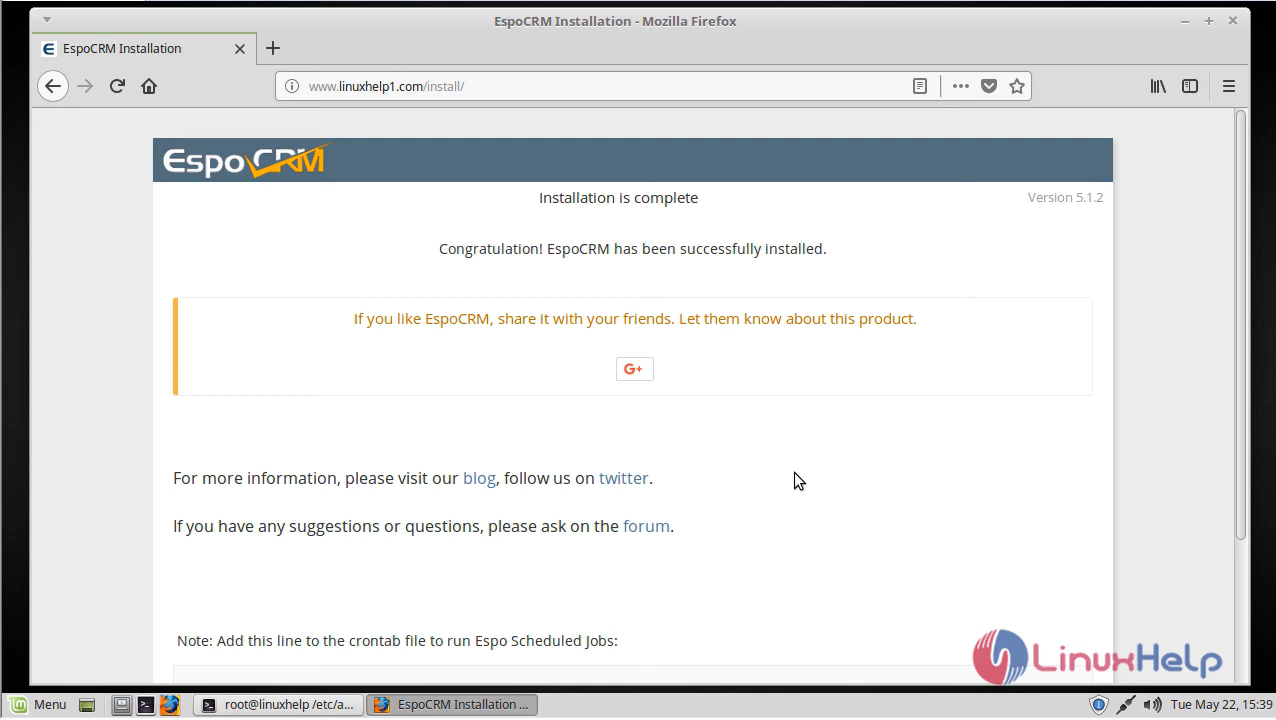 EspoCRM Installation - Mozilla Firefox
EspoCRM Installation
www.linuxhelp1.com/install/
EspoCRM
Installation is complete
Version 5.1.2
Congratulation! EspoCRM has been successfully installed.
If you like EspoCRM, share it with your friends. Let them know about this product.
G+
For more information, please visit our blog, follow us on twitter.
If you have any suggestions or questions, please ask on the forum.
Note: Add this line to the crontab file to run Espo Scheduled Jobs:
LinuxHelp
Menu
root@linuxhelp /etc/a...
EspoCRM Installation ...
Tue May 22, 15:39